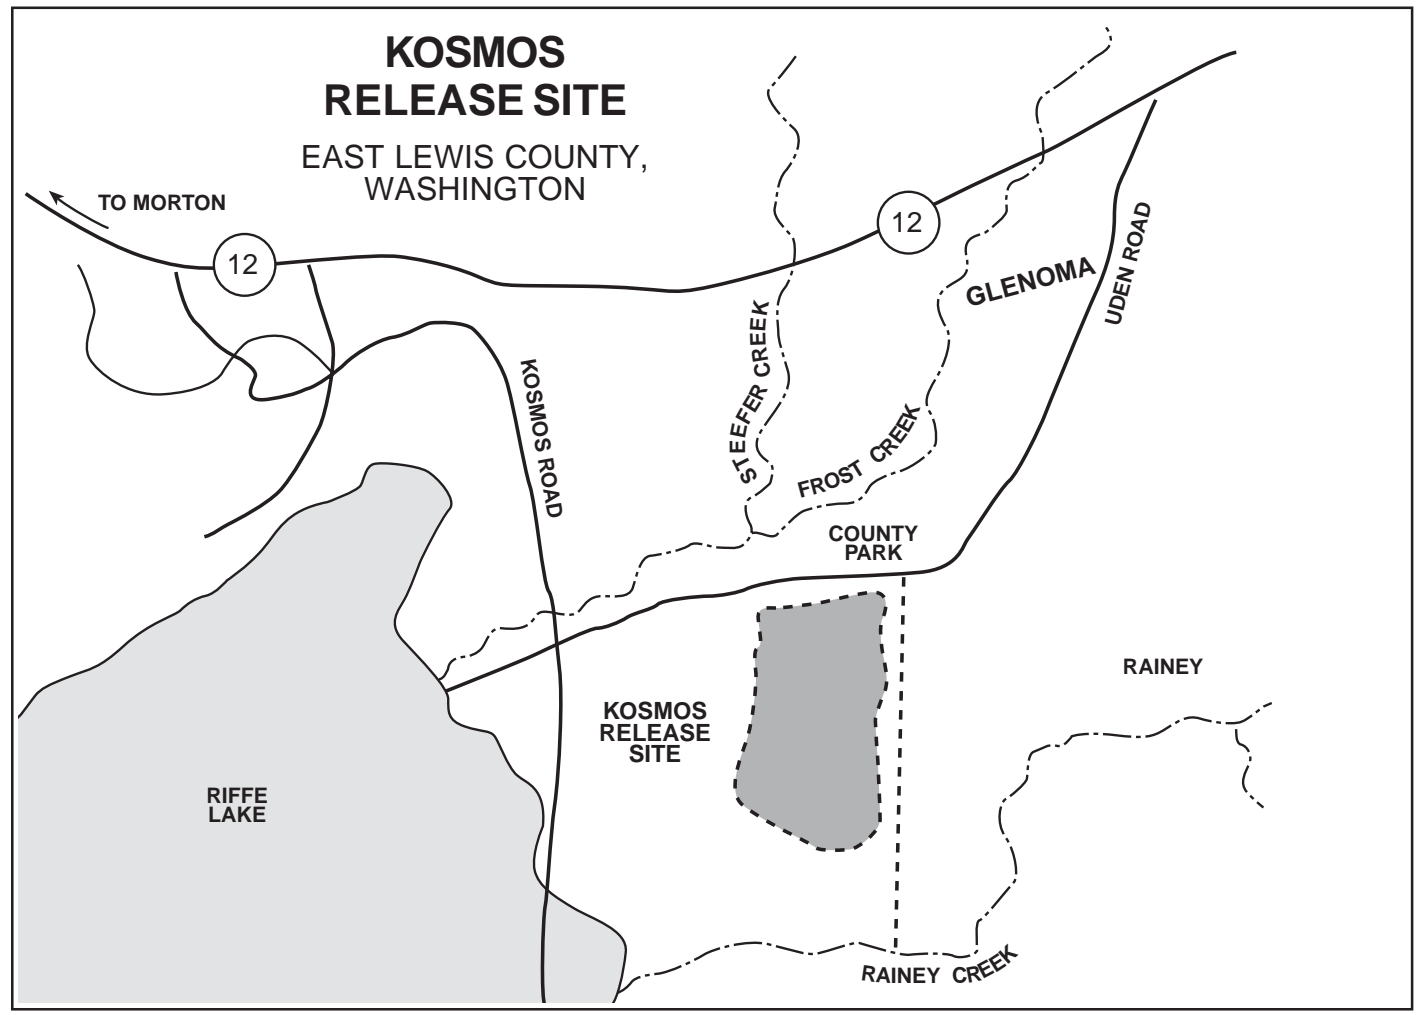 KOSMOS
RELEASE SITE
EAST LEWIS COUNTY,
WASHINGTON
TO MORTON
12
12
GLENOMA
UDEN ROAD
STEEFER CREEK
KOSMOS ROAD
FROST CREEK
COUNTY
PARK
RAINEY
KOSMOS
RELEASE
SITE
RIFFE
LAKE
RAINEY CREEK